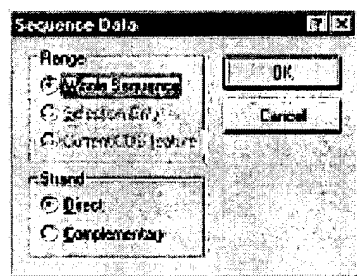 Sequence Data
Range
Whole Sequence
Selection Only
Current CDS feature
Strand
Direct
Complementary
OK
Cancel